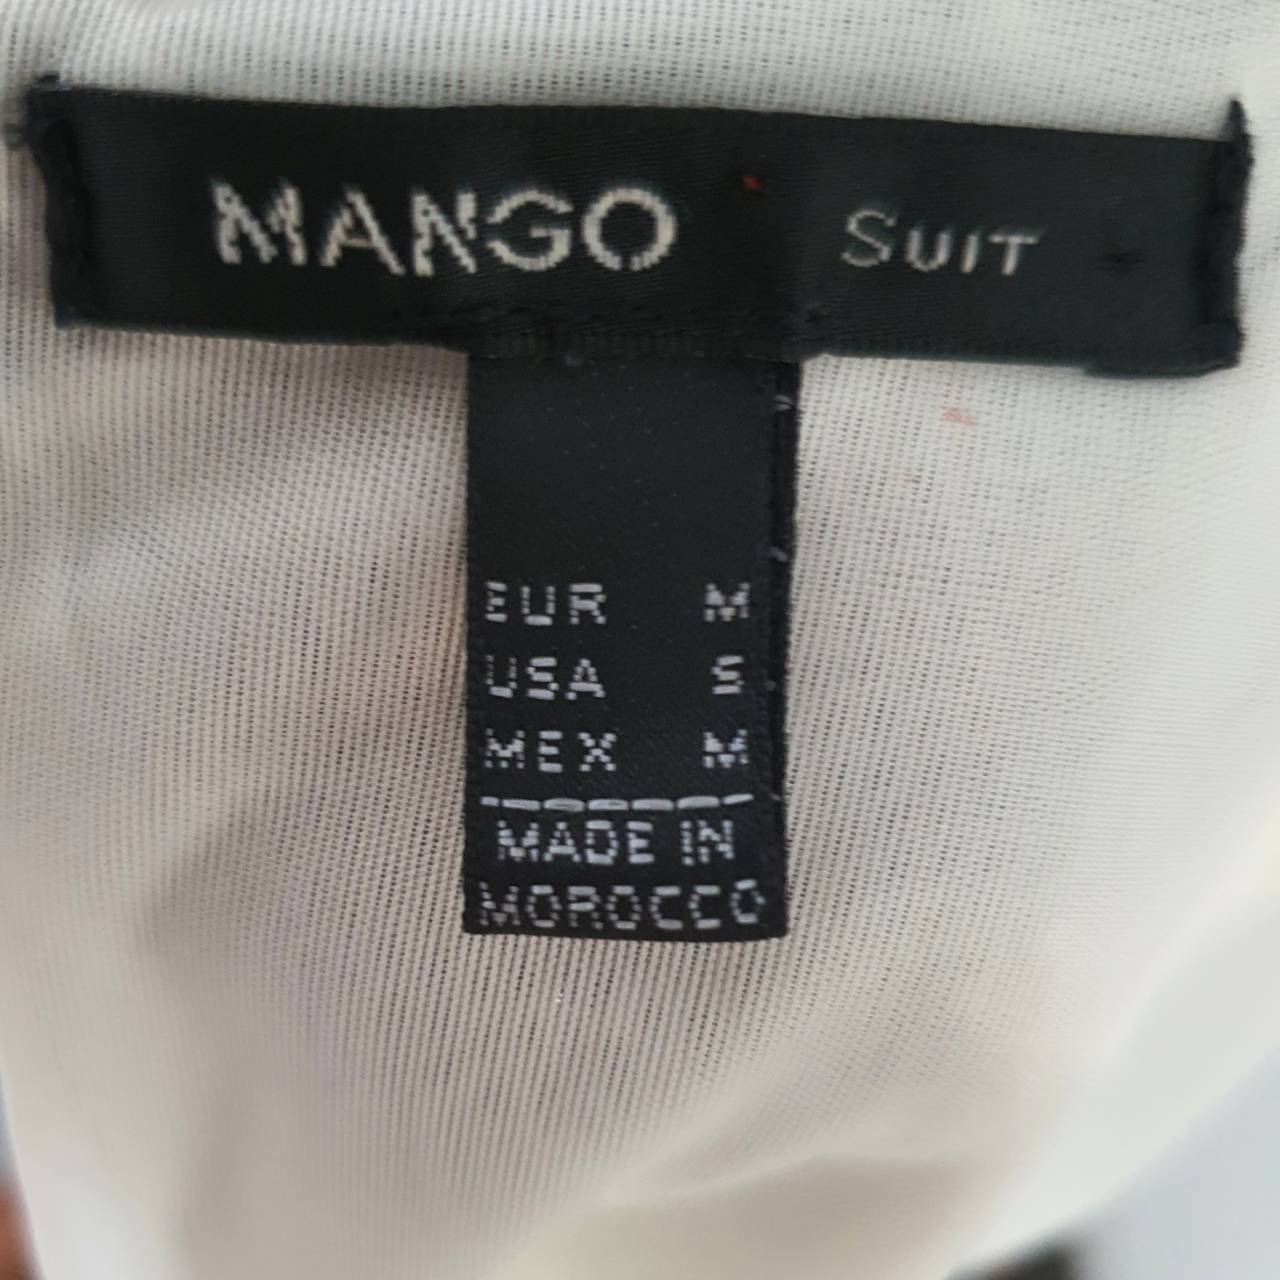 MANGO SUIT
EUR M
USA S
MEX M
MADE IN
MOROCCO